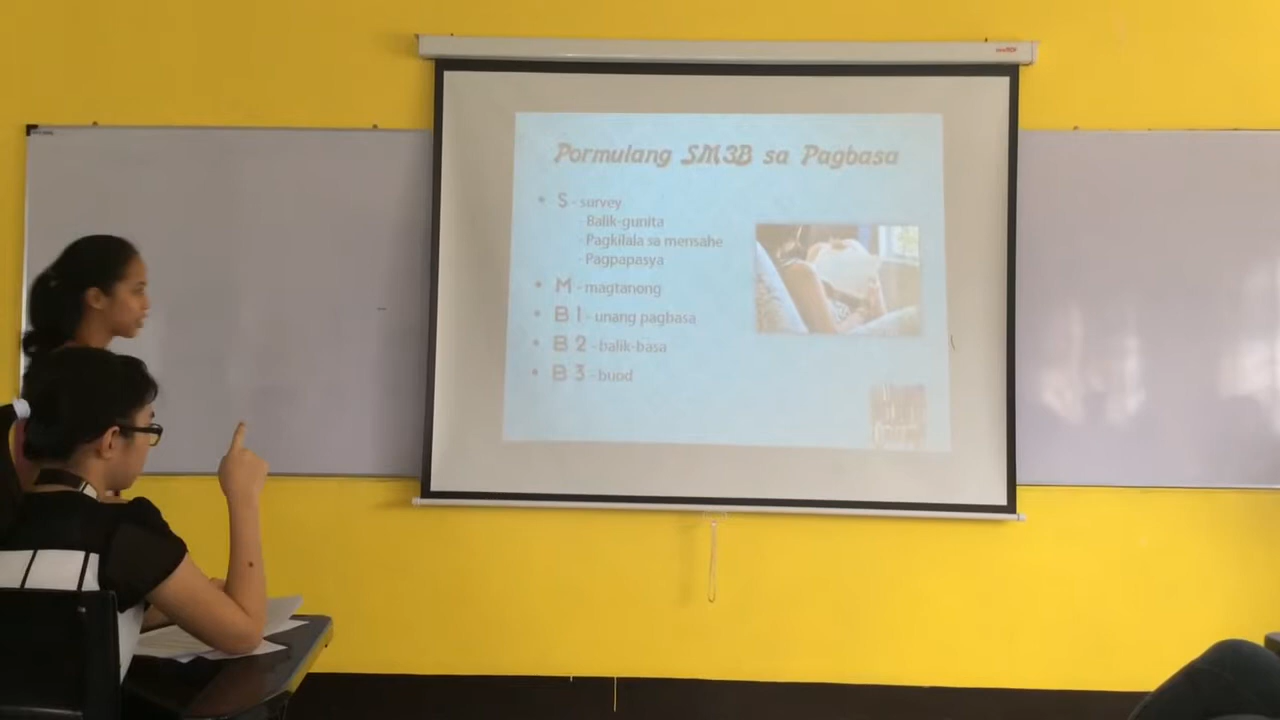 Pormulang SM3B sa Pagbasa
• S - survey
- Balik-gunita
- Pagkilala sa mensahe
- Pagpapasya
• M - magtanong
• B 1 - unang pagbasa
• B 2 - balik-basa
• B 3 - buod